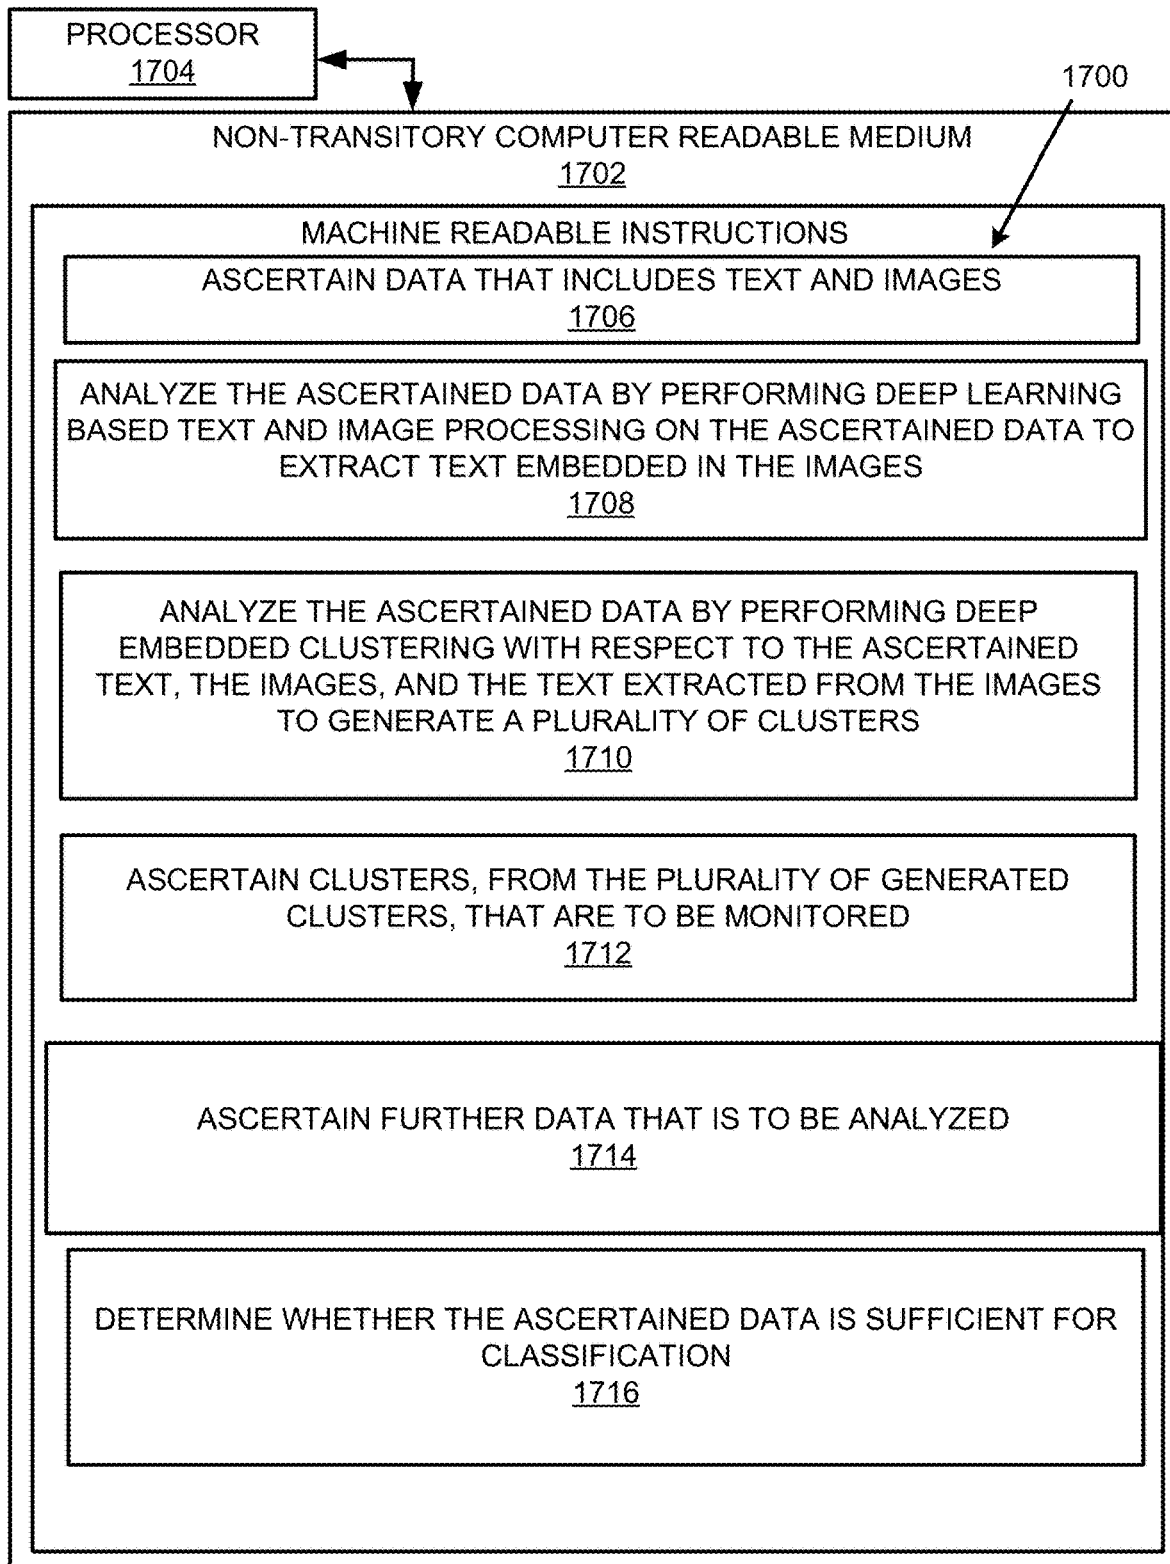 PROCESSOR
1704
1700
NON-TRANSITORY COMPUTER READABLE MEDIUM
1702
MACHINE READABLE INSTRUCTIONS
ASCERTAIN DATA THAT INCLUDES TEXT AND IMAGES
1706
ANALYZE THE ASCERTAINED DATA BY PERFORMING DEEP LEARNING
BASED TEXT AND IMAGE PROCESSING ON THE ASCERTAINED DATA TO
EXTRACT TEXT EMBEDDED IN THE IMAGES
1708
ANALYZE THE ASCERTAINED DATA BY PERFORMING DEEP
EMBEDDED CLUSTERING WITH RESPECT TO THE ASCERTAINED
TEXT, THE IMAGES, AND THE TEXT EXTRACTED FROM THE IMAGES
TO GENERATE A PLURALITY OF CLUSTERS
1710
ASCERTAIN CLUSTERS, FROM THE PLURALITY OF GENERATED
CLUSTERS, THAT ARE TO BE MONITORED
1712
ASCERTAIN FURTHER DATA THAT IS TO BE ANALYZED
1714
DETERMINE WHETHER THE ASCERTAINED DATA IS SUFFICIENT FOR
CLASSIFICATION
1716